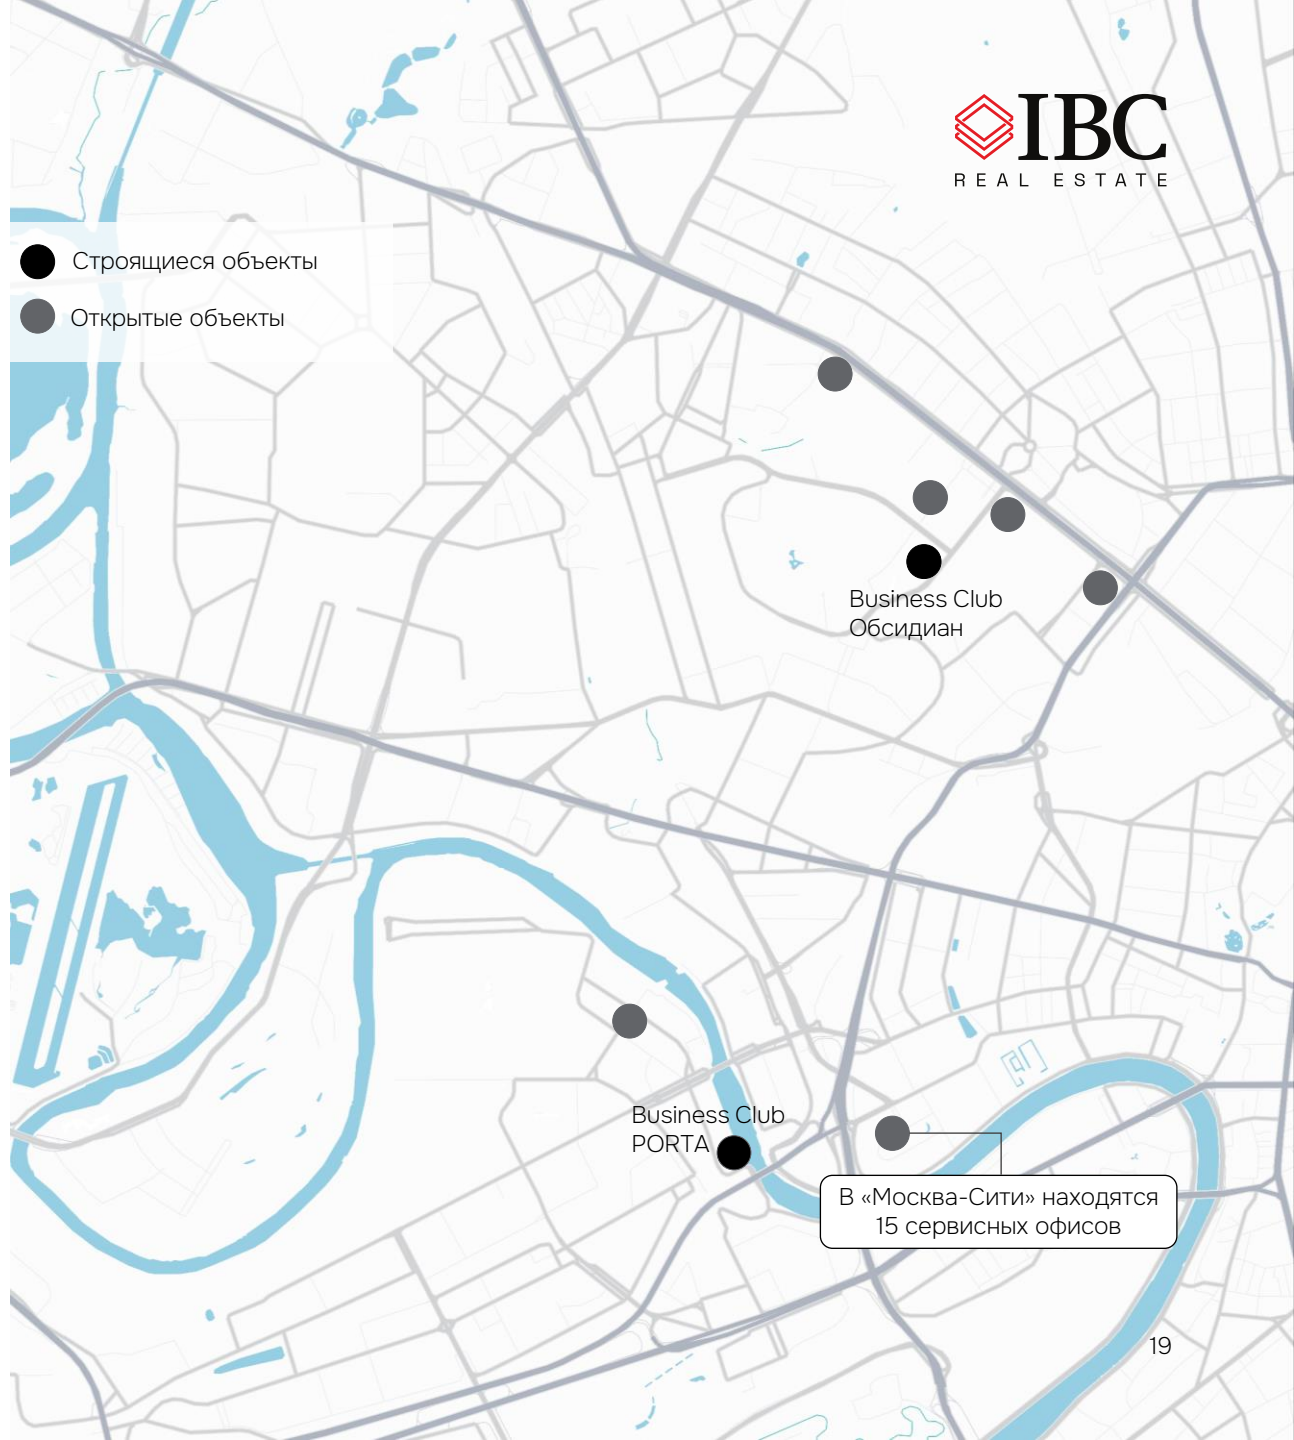 IBC
REAL ESTATE
Строящиеся объекты
Открытые объекты
Business Club
Обсидиан
Business Club
PORTA
В «Москва-Сити» находятся
15 сервисных офисов
19